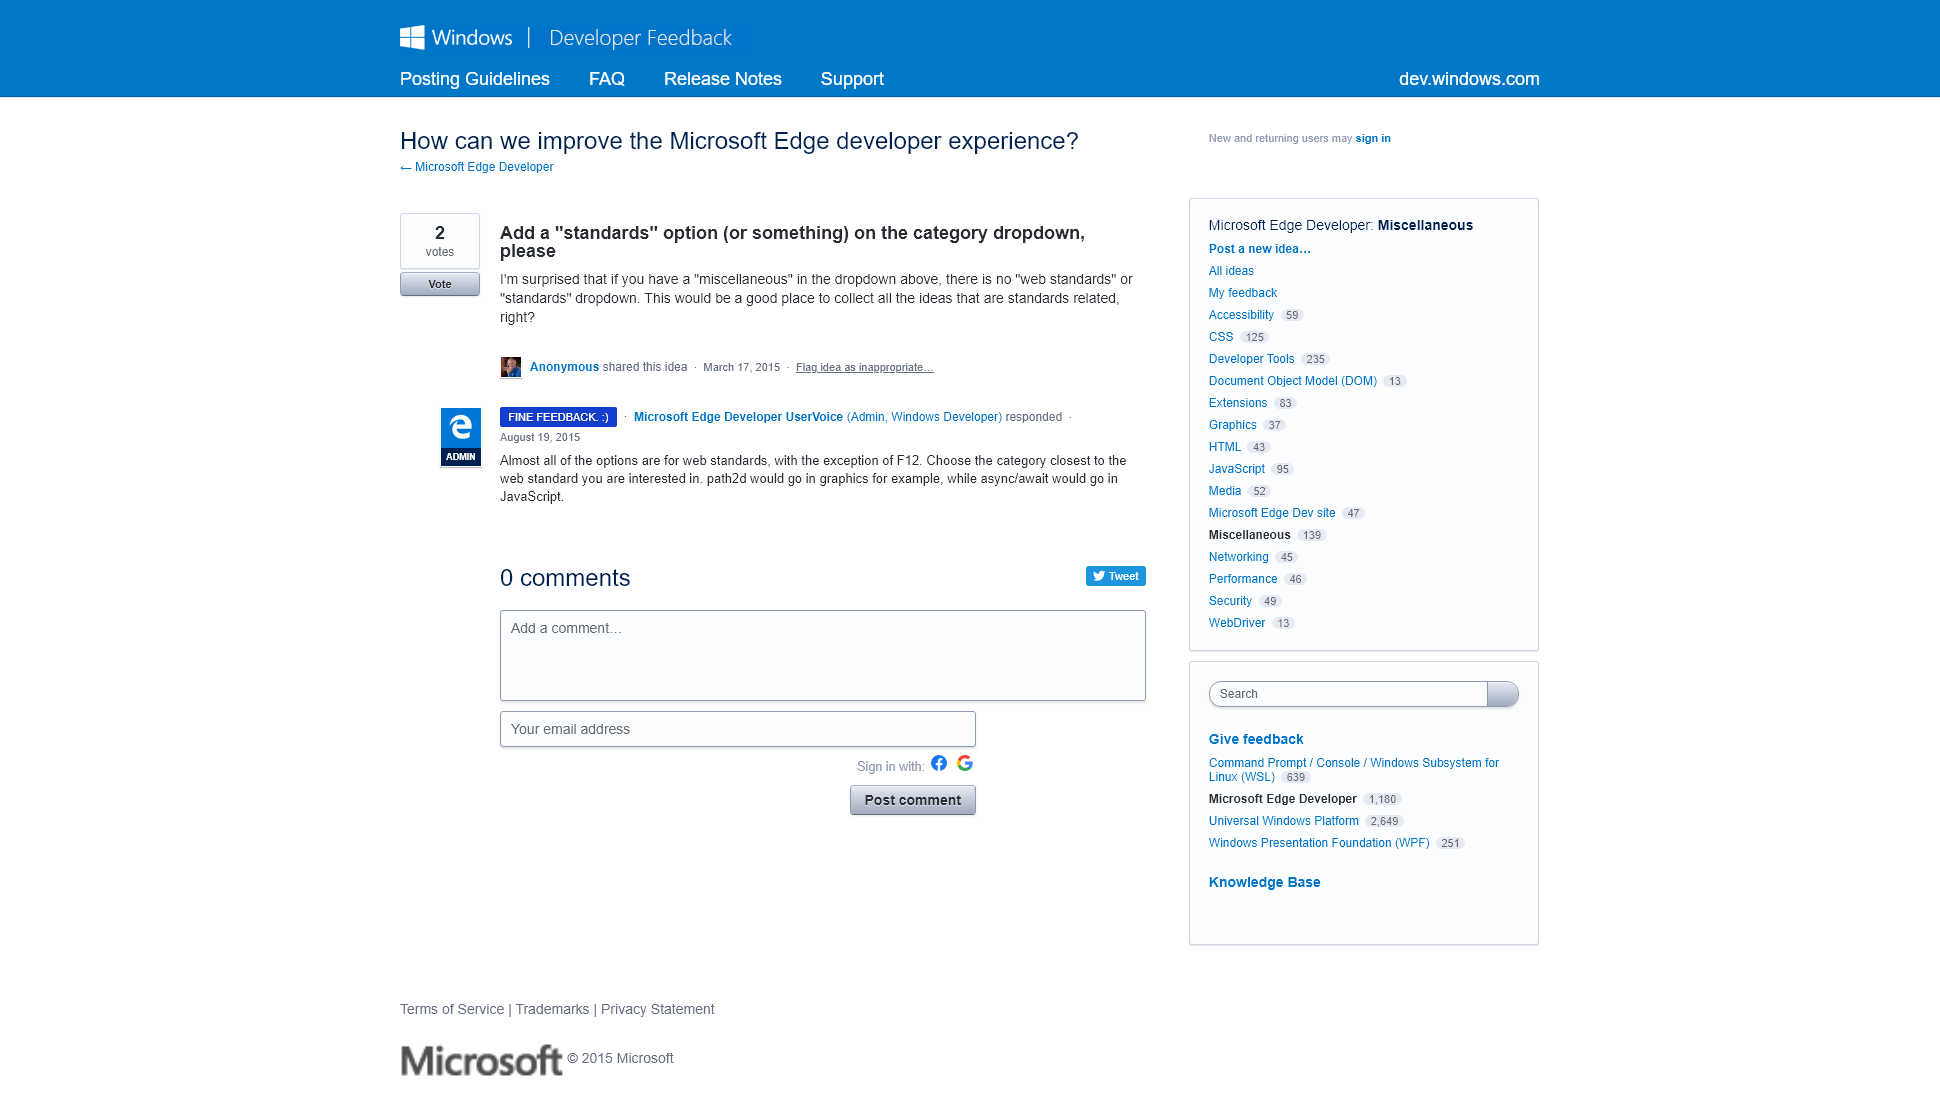 Windows | Developer Feedback
Posting Guidelines FAQ Release Notes Support dev.windows.com
How can we improve the Microsoft Edge developer experience?
← Microsoft Edge Developer
New and returning users may sign in
2
votes
Vote
Add a "standards" option (or something) on the category dropdown,
please
I'm surprised that if you have a "miscellaneous" in the dropdown above, there is no "web standards" or
"standards" dropdown. This would be a good place to collect all the ideas that are standards related,
right?
Anonymous shared this idea · March 17, 2015 · Flag idea as inappropriate…
ADMIN
FINE FEEDBACK. :) · Microsoft Edge Developer UserVoice (Admin, Windows Developer) responded ·
August 19, 2015
Almost all of the options are for web standards, with the exception of F12. Choose the category closest to the
web standard you are interested in. path2d would go in graphics for example, while async/await would go in
JavaScript.
0 comments
Tweet
Add a comment…
Your email address
Sign in with:
Post comment
Microsoft Edge Developer: Miscellaneous
Post a new idea…
All ideas
My feedback
Accessibility 59
CSS 125
Developer Tools 235
Document Object Model (DOM) 13
Extensions 83
Graphics 37
HTML 43
JavaScript 95
Media 52
Microsoft Edge Dev site 47
Miscellaneous 139
Networking 45
Performance 46
Security 49
WebDriver 13
Search
Give feedback
Command Prompt / Console / Windows Subsystem for
Linux (WSL) 639
Microsoft Edge Developer 1,180
Universal Windows Platform 2,649
Windows Presentation Foundation (WPF) 251
Knowledge Base
Terms of Service | Trademarks | Privacy Statement
Microsoft © 2015 Microsoft